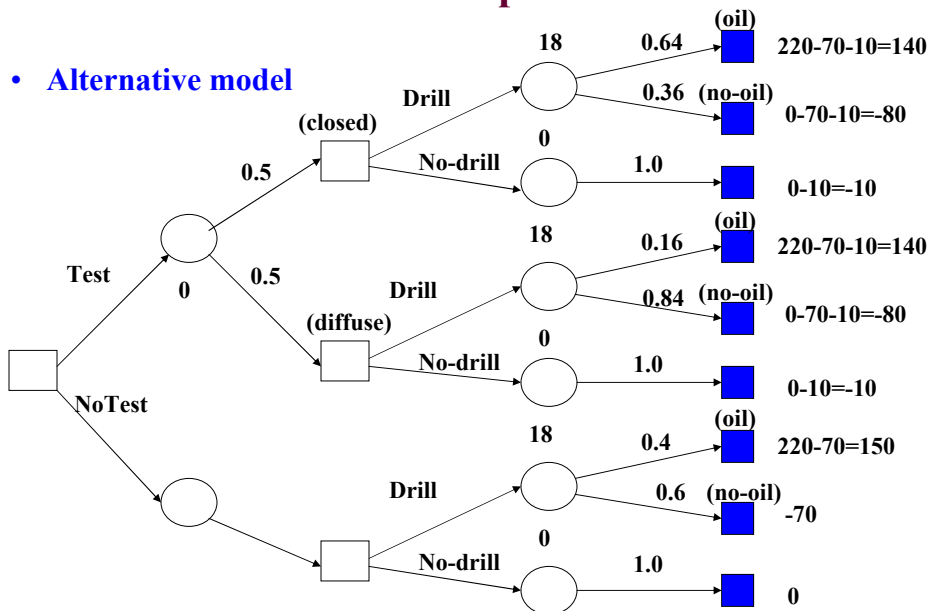 • Alternative model
18
0.64
(oil)
220-70-10=140
Drill
0.36
(no-oil)
0-70-10=-80
(closed)
0
0.5
No-drill
1.0
0-10=-10
18
0.16
(oil)
220-70-10=140
Test
0
0.5
Drill
0.84
(no-oil)
0-70-10=-80
(diffuse)
0
No-drill
1.0
0-10=-10
NoTest
18
0.4
(oil)
220-70=150
Drill
0.6
(no-oil)
-70
0
No-drill
1.0
0